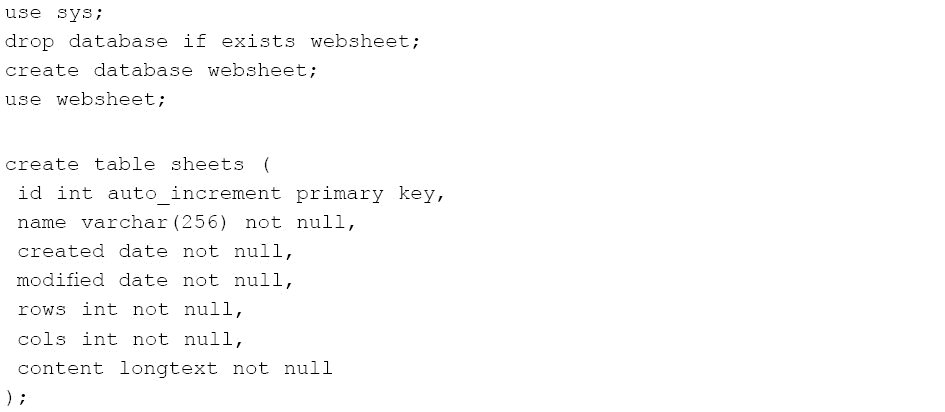 use sys;
drop database if exists websheet;
create database websheet;
use websheet;
create table sheets (
id int auto_increment primary key,
name varchar(256) not null,
created date not null,
modified date not null,
rows int not null,
cols int not null,
content longtext not null
);